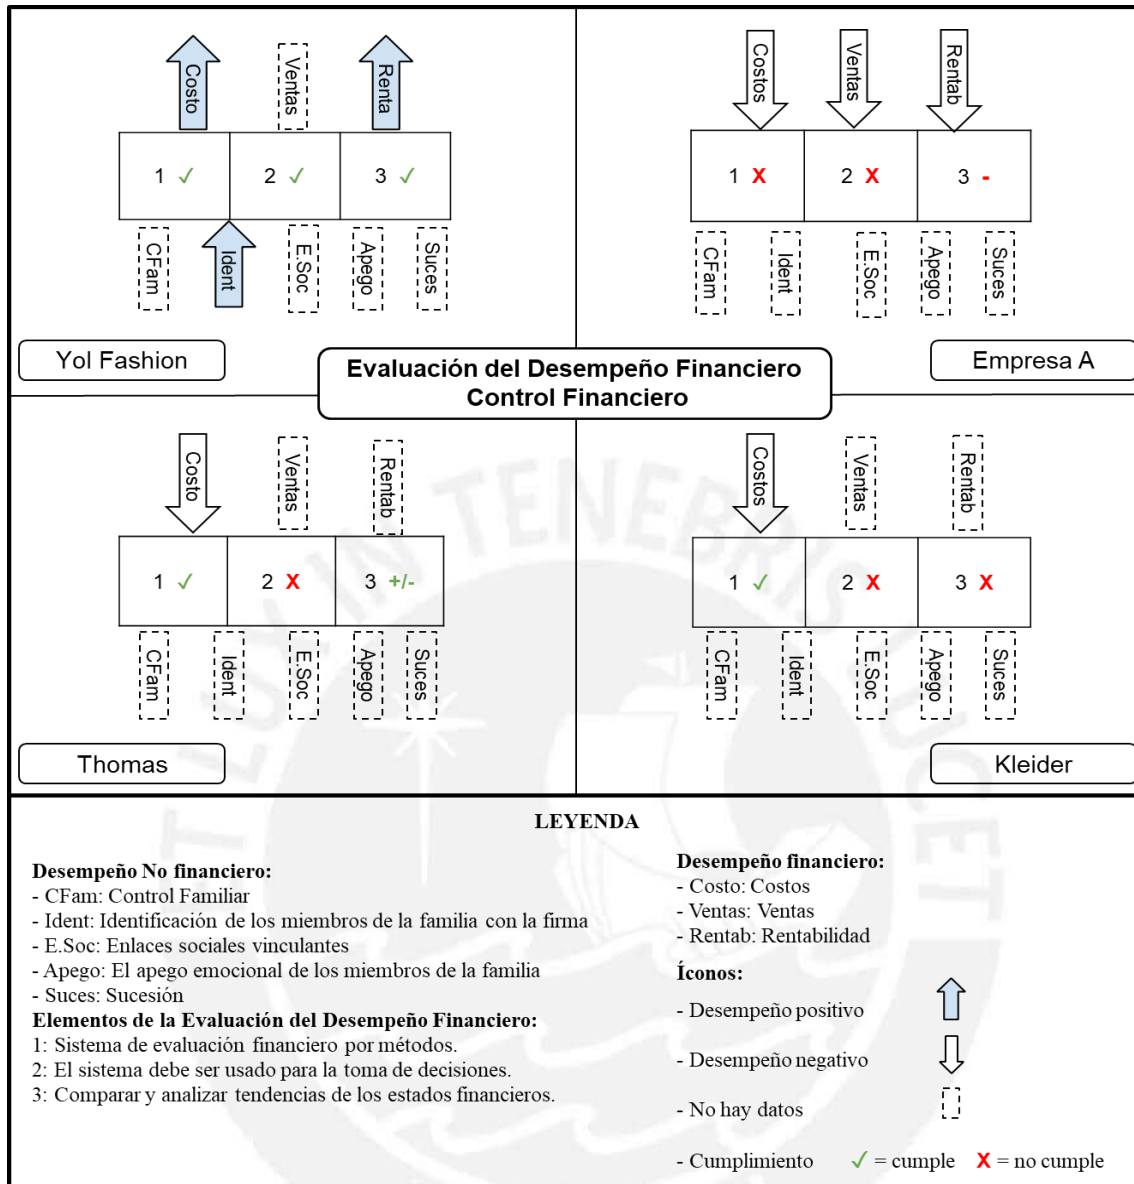 Costo
Ventas
Renta
1 ✓
2 ✓
3 ✓
CFam
Ident
E.Soc
Apego
Suces
Yol Fashion
Costos
Ventas
Rentab
1 X
2 X
3 -
CFam
Ident
E.Soc
Apego
Suces
Empresa A
Evaluación del Desempeño Financiero
Control Financiero
Costo
Ventas
Rentab
1 ✓
2 X
3 +/-
CFam
Ident
E.Soc
Apego
Suces
Thomas
Costos
Ventas
Rentab
1 ✓
2 X
3 X
CFam
Ident
E.Soc
Apego
Suces
Kleider
ET LUX IN TENEBRIS LUCET
LEYENDA
Desempeño No financiero:
- CFam: Control Familiar
- Ident: Identificación de los miembros de la familia con la firma
- E.Soc: Enlaces sociales vinculantes
- Apego: El apego emocional de los miembros de la familia
- Suces: Sucesión
Elementos de la Evaluación del Desempeño Financiero:
1: Sistema de evaluación financiero por métodos.
2: El sistema debe ser usado para la toma de decisiones.
3: Comparar y analizar tendencias de los estados financieros.
Desempeño financiero:
- Costo: Costos
- Ventas: Ventas
- Rentab: Rentabilidad
Íconos:
- Desempeño positivo
- Desempeño negativo
- No hay datos
- Cumplimiento ✓ = cumple X = no cumple